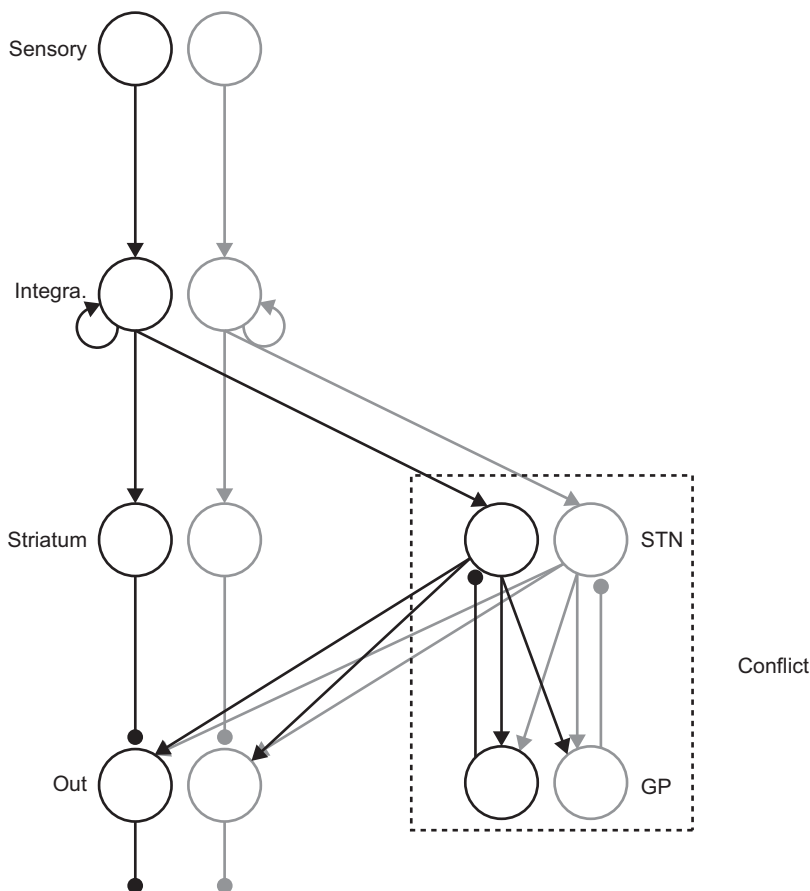 Sensory
Integra.
Striatum
STN
Conflict
Out
GP